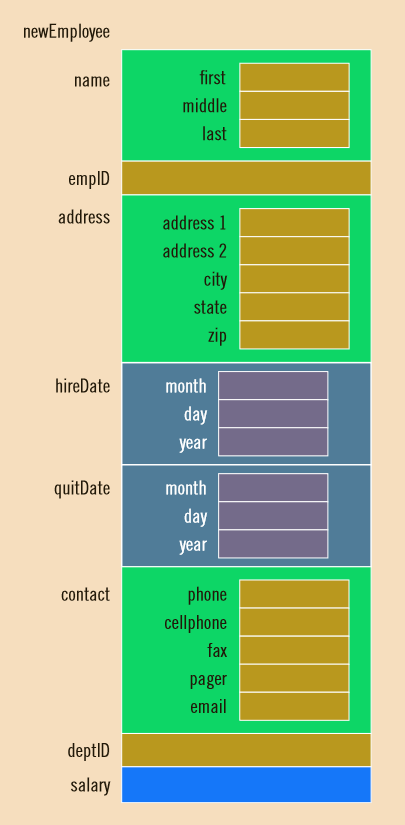 newEmployee
name
first
middle
last
empID
address
address 1
address 2
city
state
zip
hireDate
month
day
year
quitDate
month
day
year
contact
phone
cellphone
fax
pager
email
deptID
salary